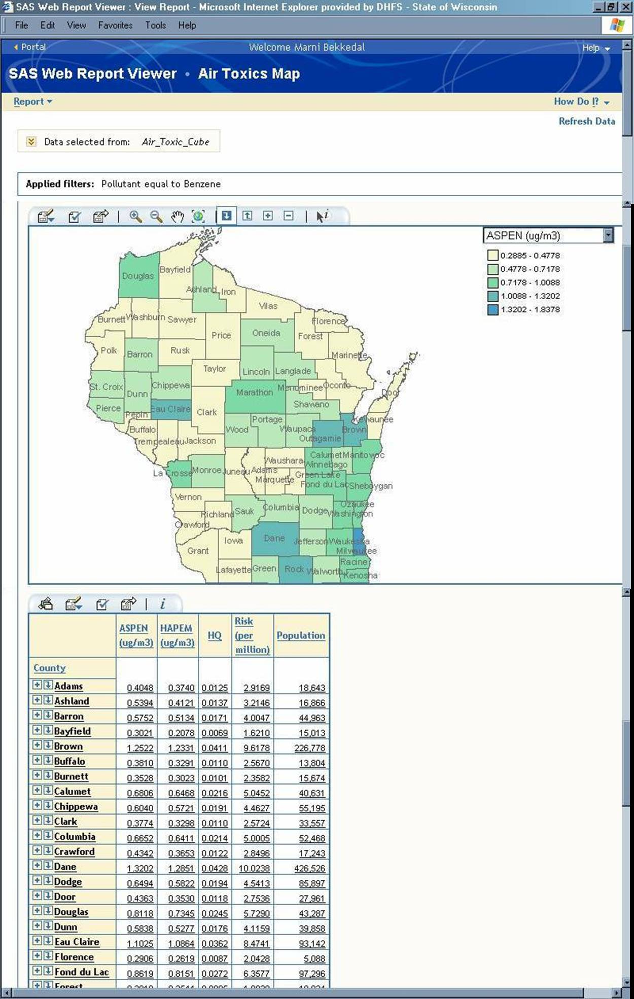 SAS Web Report Viewer : View Report - Microsoft Internet Explorer provided by DHFS - State of Wisconsin
File Edit View Favorites Tools Help
Portal Welcome Marni Bekkedal Help
SAS Web Report Viewer • Air Toxics Map
Report How Do I?
Refresh Data
Data selected from: Air_Toxic_Cube
Applied filters: Pollutant equal to Benzene
ASPEN (ug/m3)
0.2885 - 0.4778
0.4778 - 0.7178
0.7178 - 1.0088
1.0088 - 1.3202
1.3202 - 1.8378
Bayfield
Douglas
Ashland Iron
Vilas
Burnett Washburn Sawyer Florence
Price Oneida Forest
Polk Barron Rusk Marinette
Taylor Lincoln Langlade
St. Croix Dunn Chippewa Marathon Menominee Oconto Door
Pierce Pepin Eau Claire Clark Shawano
Buffalo Wood Portage Waupaca Brown Kewaunee
Trempealeau Jackson Outagamie
Waushara Calumet Manitowoc
Winnebago
La Crosse Monroe Juneau Adams Green Lake
Marquette Fond du Lac Sheboygan
Vernon Columbia Dodge Ozaukee
Richland Sauk Washington
Crawford
Iowa Dane Jefferson Waukesha
Grant Milwaukee
Lafayette Green Rock Walworth Racine
Kenosha
ASPEN (ug/m3) HAPEM (ug/m3) HQ Risk (per million) Population
County
Adams 0.4048 0.3740 0.0125 2.9169 18,643
Ashland 0.5394 0.4121 0.0137 3.2146 16,866
Barron 0.5752 0.5134 0.0171 4.0047 44,963
Bayfield 0.3021 0.2078 0.0069 1.6210 15,013
Brown 1.2522 1.2331 0.0411 9.6178 226,778
Buffalo 0.3810 0.3291 0.0110 2.5670 13,804
Burnett 0.3528 0.3023 0.0101 2.3582 15,674
Calumet 0.6806 0.6468 0.0216 5.0452 40,631
Chippewa 0.6040 0.5721 0.0191 4.4627 55,195
Clark 0.3774 0.3298 0.0110 2.5724 33,557
Columbia 0.6652 0.6411 0.0214 5.0005 52,468
Crawford 0.4342 0.3653 0.0122 2.8496 17,243
Dane 1.3202 1.2851 0.0428 10.0238 426,526
Dodge 0.6494 0.5822 0.0194 4.5413 85,897
Door 0.4363 0.3530 0.0118 2.7536 27,961
Douglas 0.8118 0.7345 0.0245 5.7290 43,287
Dunn 0.5838 0.5277 0.0176 4.1159 39,858
Eau Claire 1.1025 1.0864 0.0362 8.4741 93,142
Florence 0.2906 0.2619 0.0087 2.0428 5,088
Fond du Lac 0.8619 0.8151 0.0272 6.3577 97,296
Forest